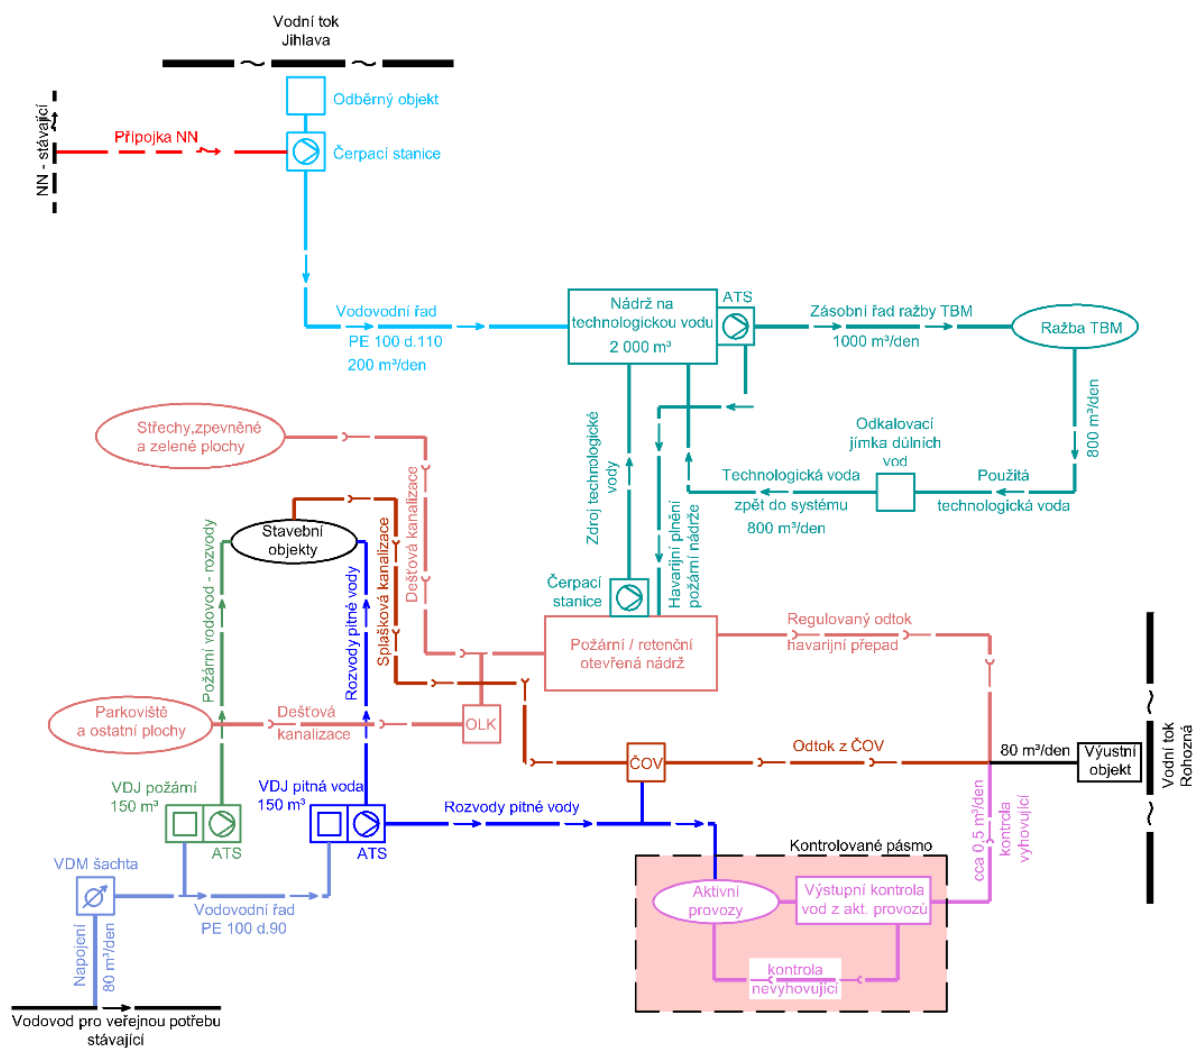 Vodní tok
Jihlava
Odběrný objekt
NN - stávající
Přípojka NN
Čerpací stanice
Vodovodní řad
PE 100 d.110
200 m³/den
Nádrž na
technologickou vodu
2 000 m³
ATS
Zásobní řad ražby TBM
1000 m³/den
Ražba TBM
800 m³/den
Odkalovací
jímka důlních
vod
Použitá
technologická voda
Technologická voda
zpět do systému
800 m³/den
Zdroj technologické
vody
Havarijní plnění
požární nádrže
Střechy,zpevněné
a zelené plochy
Dešťová kanalizace
Stavební
objekty
Splašková kanalizace
Požární vodovod - rozvody
Rozvody pitné vody
Čerpací
stanice
Požární / retenční
otevřená nádrž
Regulovaný odtok
havarijní přepad
Parkoviště
a ostatní plochy
Dešťová
kanalizace
OLK
ČOV
Odtok z ČOV
80 m³/den
Výustní
objekt
Vodní tok
Rohozná
VDJ požární
150 m³
ATS
VDJ pitná voda
150 m³
ATS
Rozvody pitné vody
cca 0,5 m³/den
kontrola
vyhovující
Kontrolované pásmo
Aktivní
provozy
Výstupní kontrola
vod z akt. provozů
kontrola
nevyhovující
VDM šachta
Vodovodní řad
PE 100 d.90
Napojení
80 m³/den
Vodovod pro veřejnou potřebu
stávající